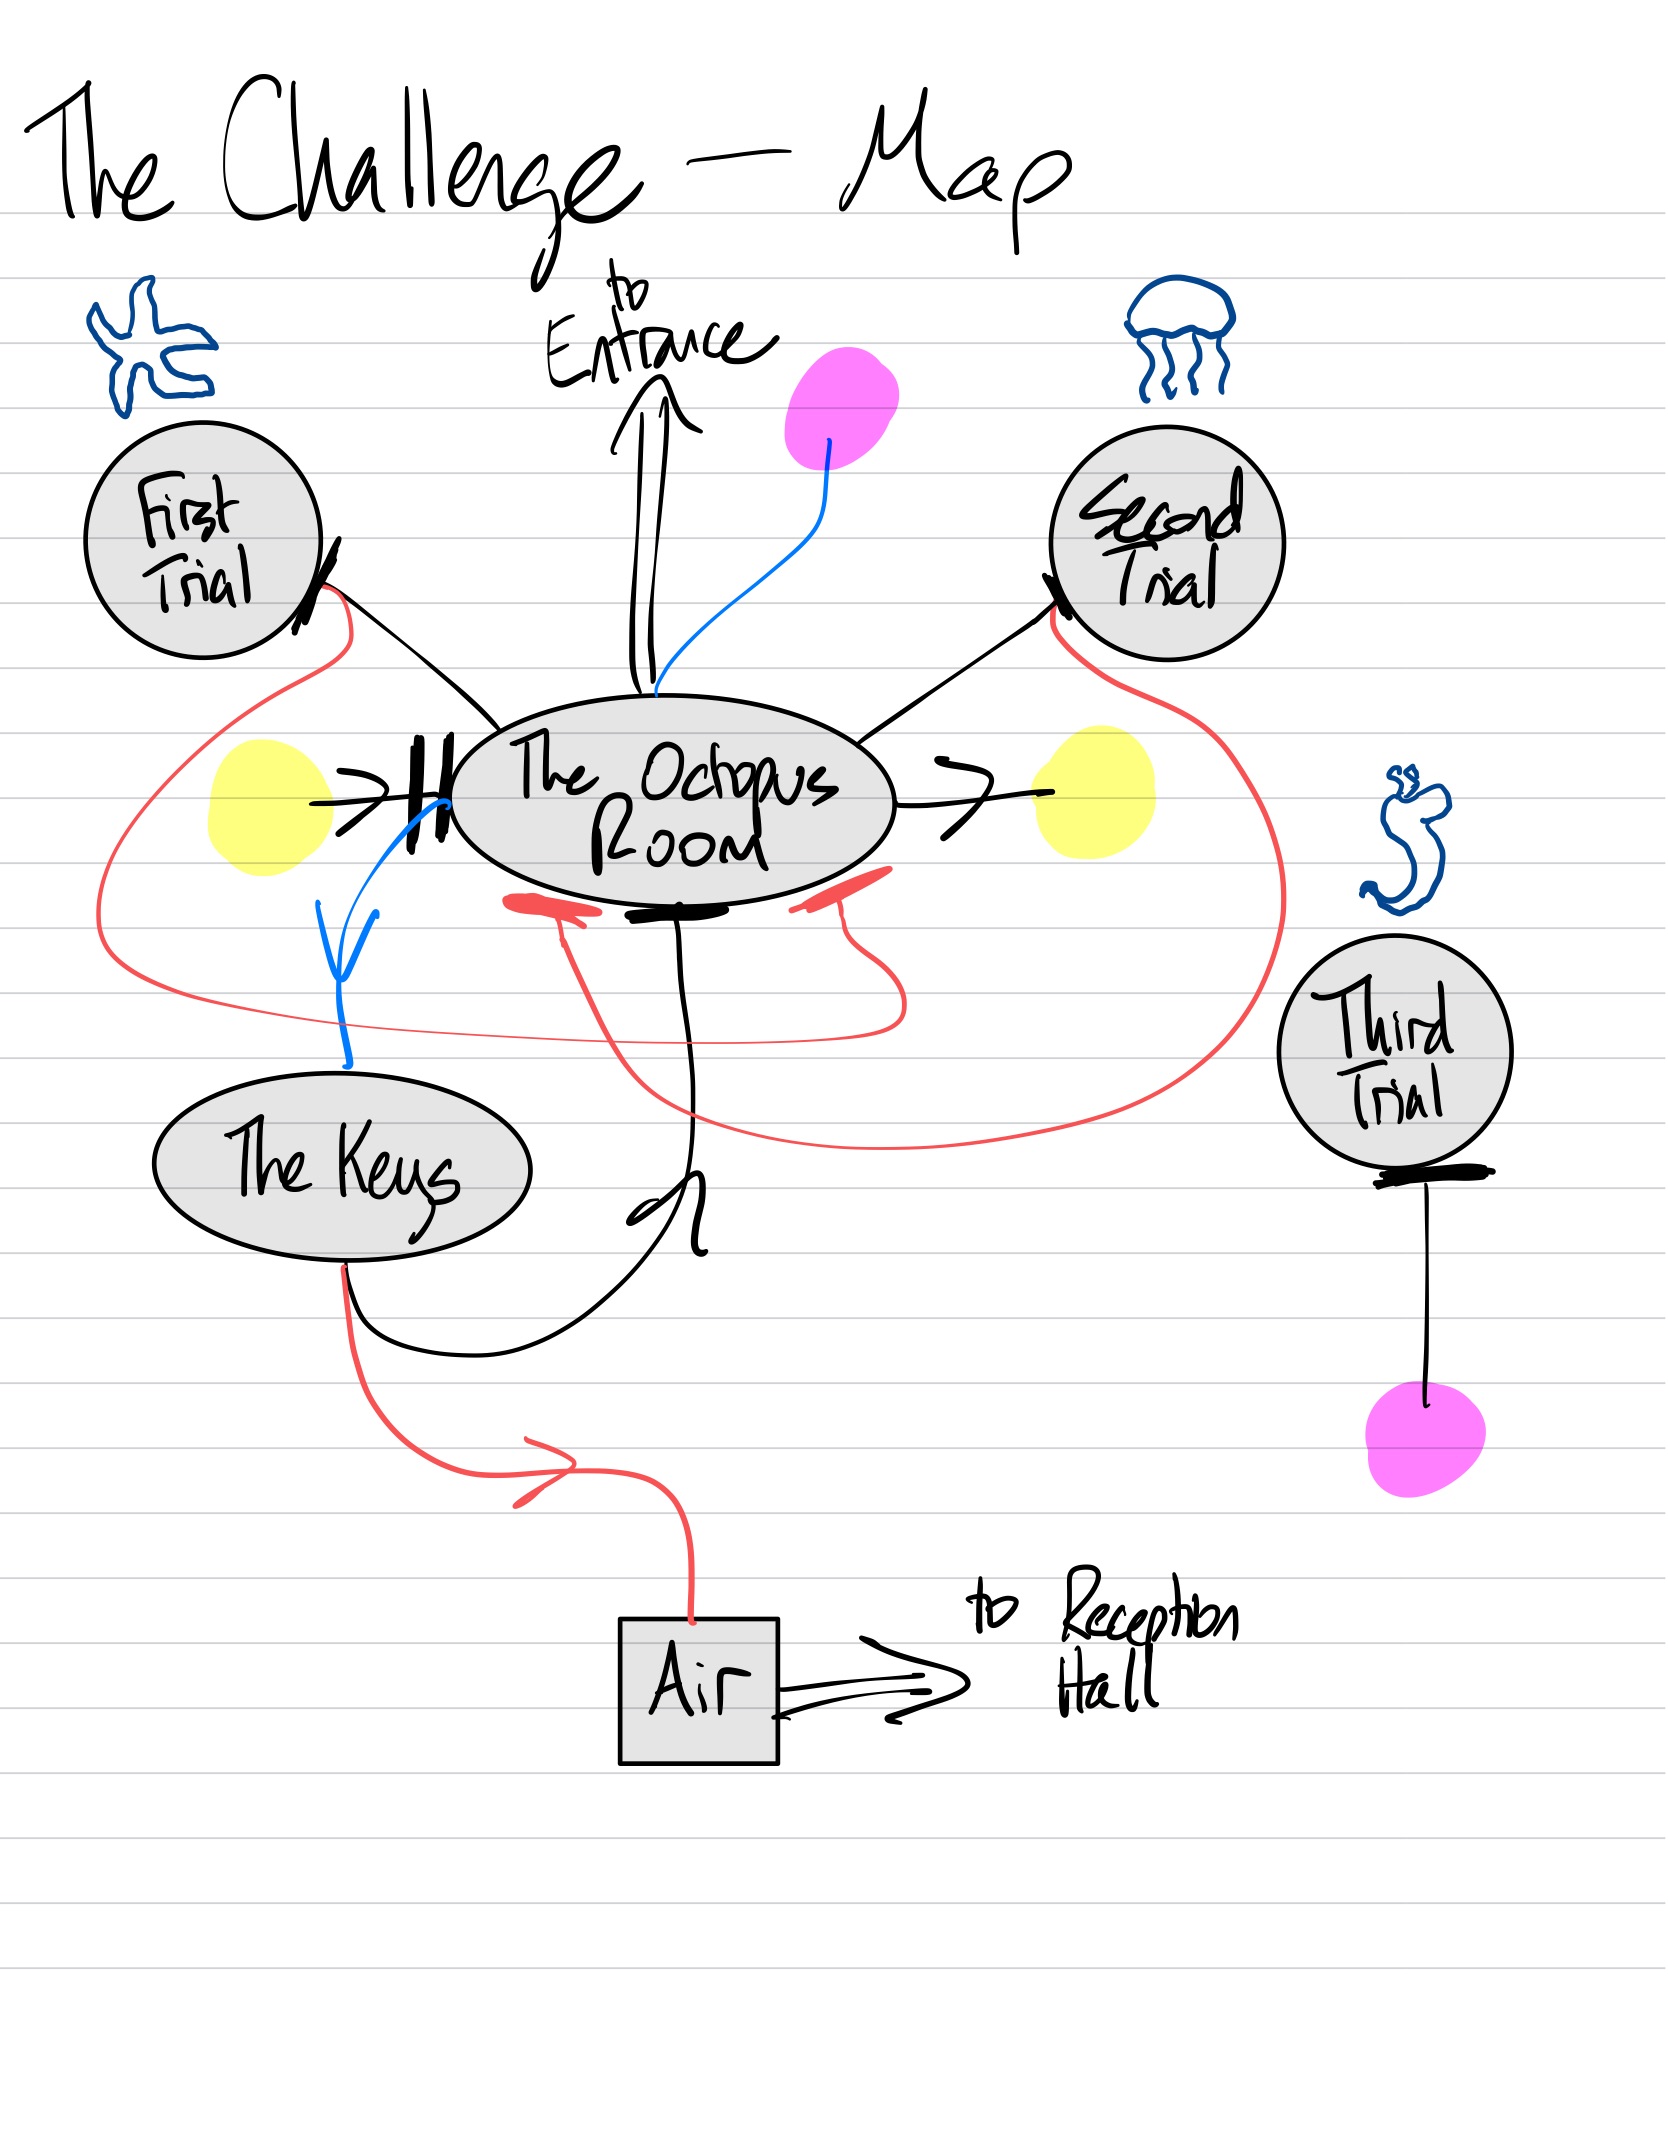 The Challenge — Map
to
Entrance
First
Trial
Second
Trial
The Octopus
Room
Third
Trial
The Keys
to Reception
Hall
Air